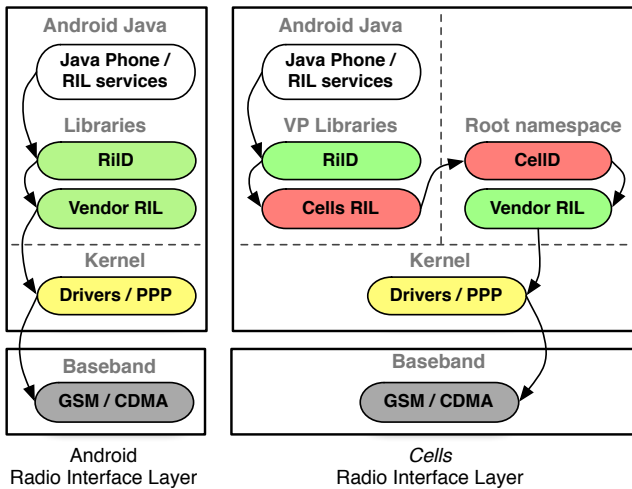 Android Java
Java Phone /
RIL services
Libraries
RilD
Vendor RIL
Kernel
Drivers / PPP
Baseband
GSM / CDMA
Android
Radio Interface Layer
Android Java
Java Phone /
RIL services
VP Libraries
RilD
Cells RIL
Root namespace
CellD
Vendor RIL
Kernel
Drivers / PPP
Baseband
GSM / CDMA
Cells
Radio Interface Layer